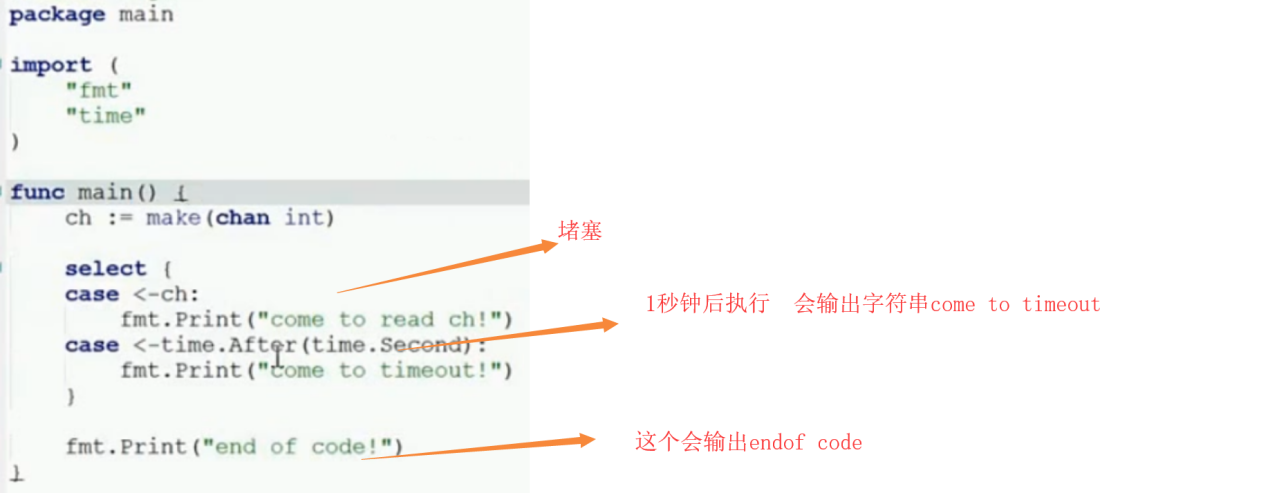 package main
import (
"fmt"
"time"
)
func main() {
ch := make(chan int)
堵塞
select {
case <-ch:
1秒钟后执行 会输出字符串come to timeout
fmt.Print("come to read ch!")
case <-time.After(time.Second):
fmt.Print("come to timeout!")
}
fmt.Print("end of code!")
这个会输出endof code
}